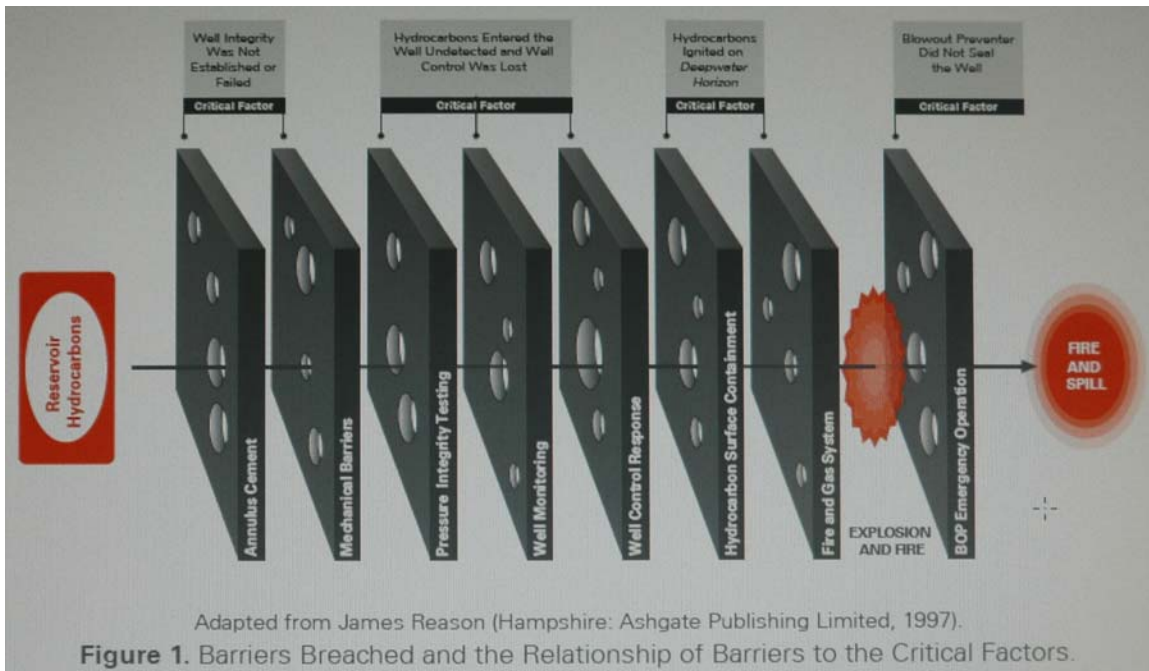 Well Integrity
Was Not
Established or
Failed
Critical Factor
Hydrocarbons Entered the
Well Undetected and Well
Control Was Lost
Critical Factor
Hydrocarbons
Ignited on
Deepwater
Horizon
Critical Factor
Blowout Preventer
Did Not Seal
the Well
Critical Factor
Reservoir
Hydrocarbons
Annulus Cement
Mechanical Barriers
Pressure Integrity Testing
Well Monitoring
Well Control Response
Hydrocarbon Surface Containment
Fire and Gas System
EXPLOSION
AND FIRE
BOP Emergency Operation
FIRE
AND
SPILL
Adapted from James Reason (Hampshire: Ashgate Publishing Limited, 1997).
Figure 1. Barriers Breached and the Relationship of Barriers to the Critical Factors.